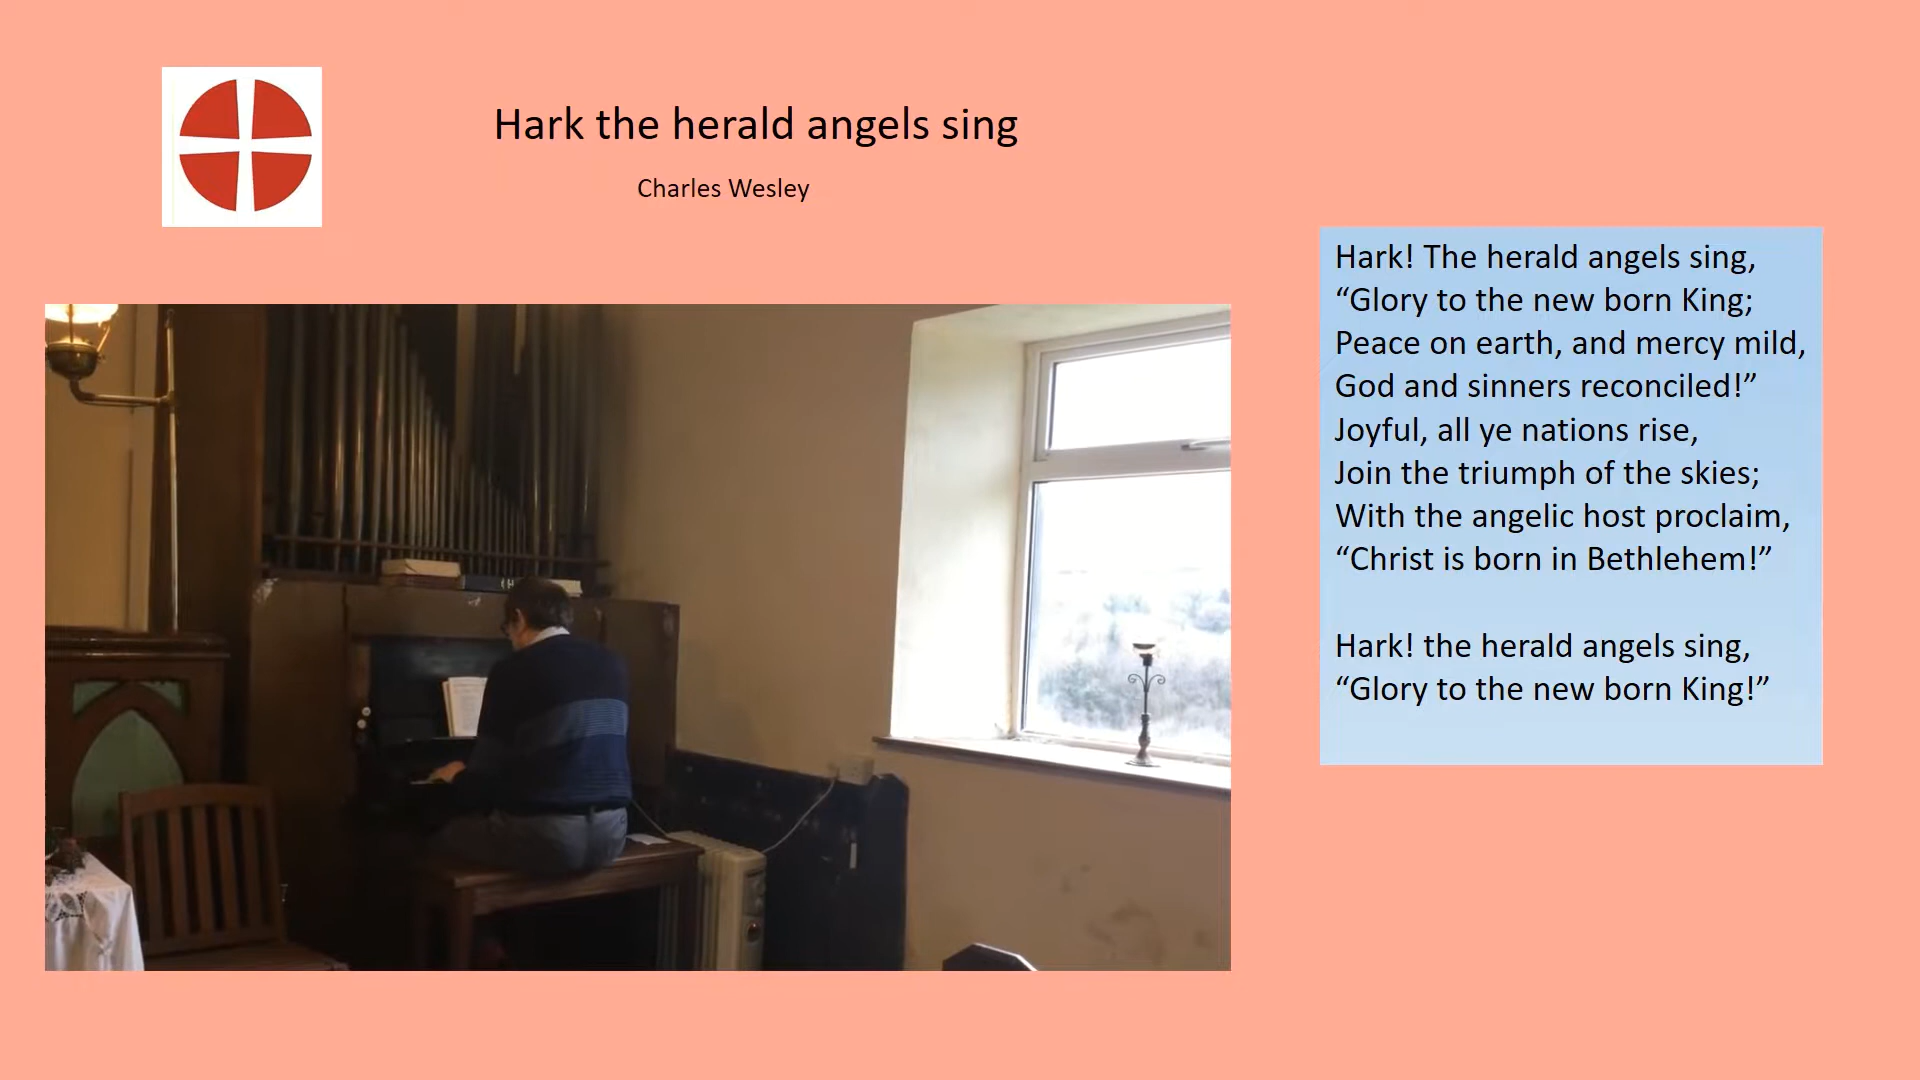 Hark the herald angels sing
Charles Wesley
Hark! The herald angels sing,
“Glory to the new born King;
Peace on earth, and mercy mild,
God and sinners reconciled!”
Joyful, all ye nations rise,
Join the triumph of the skies;
With the angelic host proclaim,
“Christ is born in Bethlehem!”
Hark! the herald angels sing,
“Glory to the new born King!”